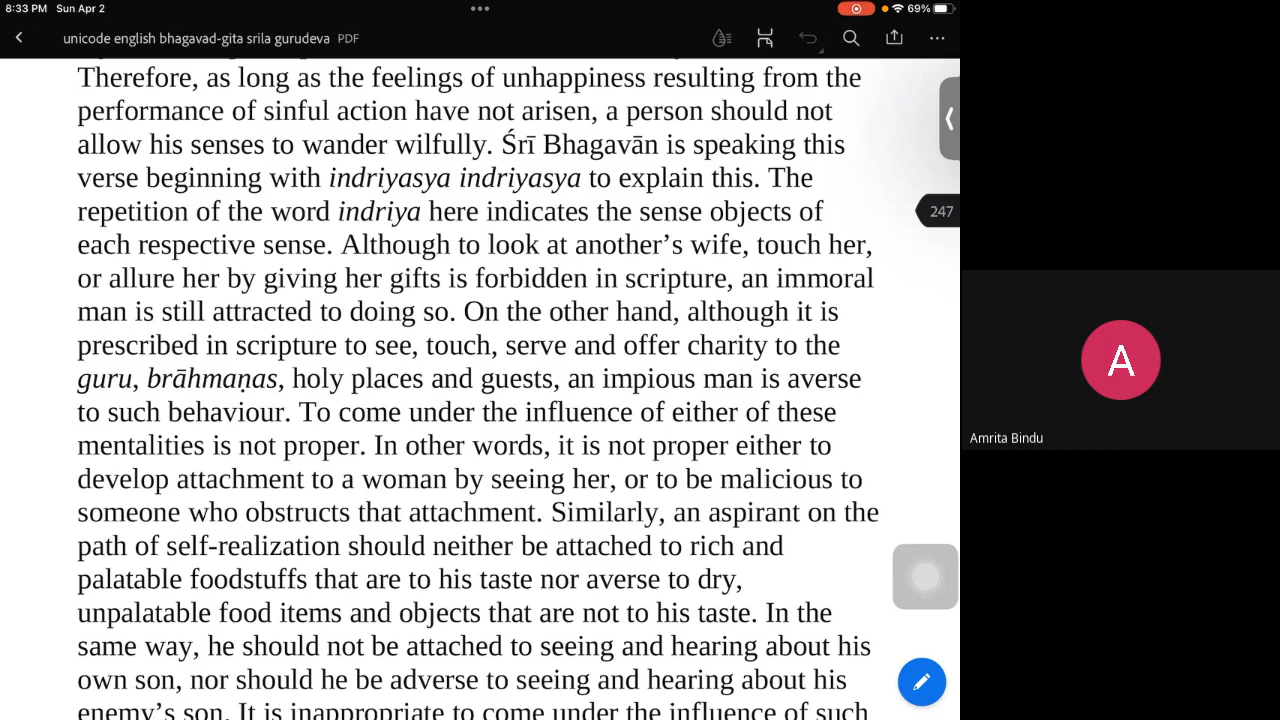 8:33 PM Sun Apr 2
69%
unicode english bhagavad-gita srila gurudeva PDF
Therefore, as long as the feelings of unhappiness resulting from the
performance of sinful action have not arisen, a person should not
allow his senses to wander wilfully. Śrī Bhagavān is speaking this
verse beginning with indriyasya indriyasya to explain this. The
repetition of the word indriya here indicates the sense objects of
each respective sense. Although to look at another’s wife, touch her,
or allure her by giving her gifts is forbidden in scripture, an immoral
man is still attracted to doing so. On the other hand, although it is
prescribed in scripture to see, touch, serve and offer charity to the
guru, brāhmaṇas, holy places and guests, an impious man is averse
to such behaviour. To come under the influence of either of these
mentalities is not proper. In other words, it is not proper either to
develop attachment to a woman by seeing her, or to be malicious to
someone who obstructs that attachment. Similarly, an aspirant on the
path of self-realization should neither be attached to rich and
palatable foodstuffs that are to his taste nor averse to dry,
unpalatable food items and objects that are not to his taste. In the
same way, he should not be attached to seeing and hearing about his
own son, nor should he be adverse to seeing and hearing about his
enemy’s son. It is inappropriate to come under the influence of such
247
A
Amrita Bindu